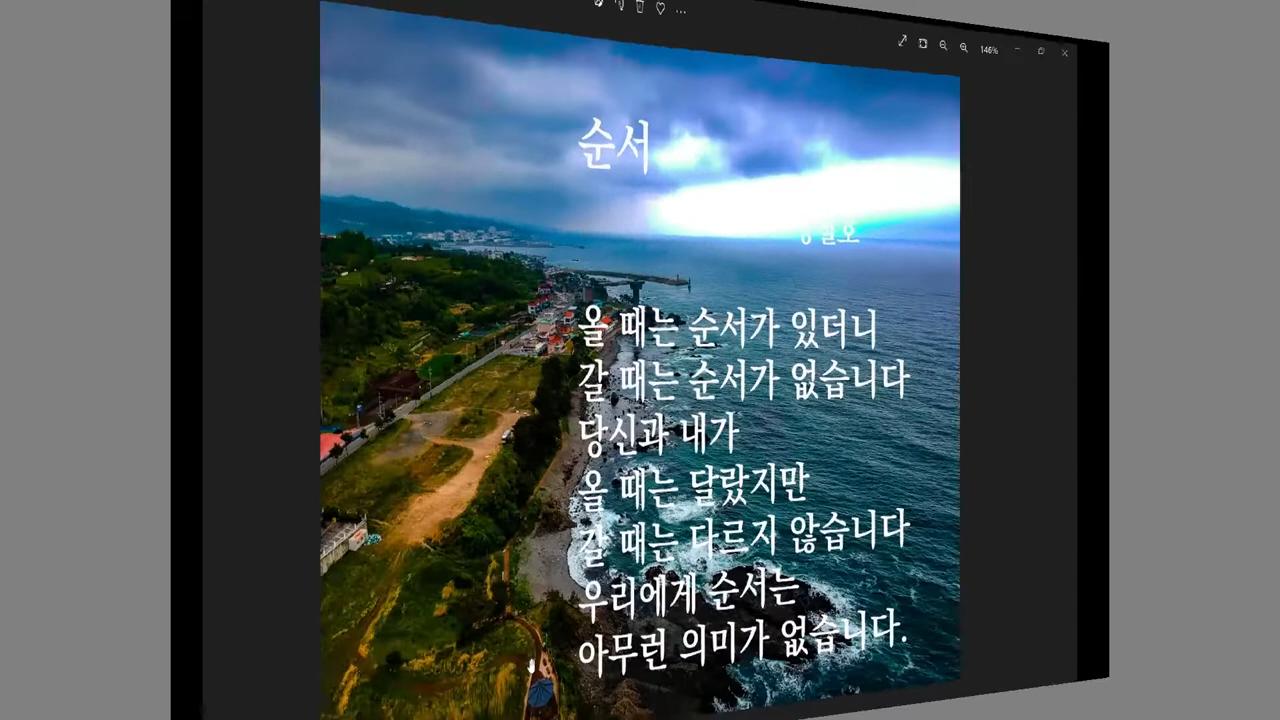 146%
순서
올 때는 순서가 있더니
갈 때는 순서가 없습니다
당신과 내가
올 때는 달랐지만
갈 때는 다르지 않습니다
우리에게 순서는
아무런 의미가 없습니다.